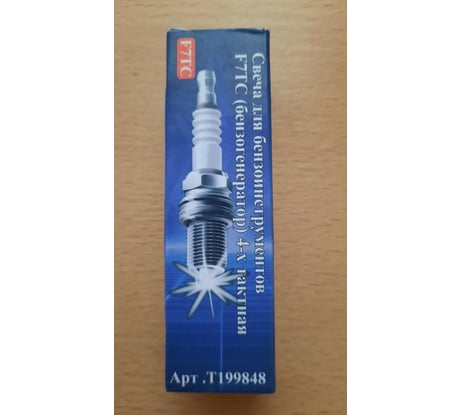 F7TC
Свеча для бензоинструментов
F7TC (бензогенератор) 4-х тактная
Арт .T199848